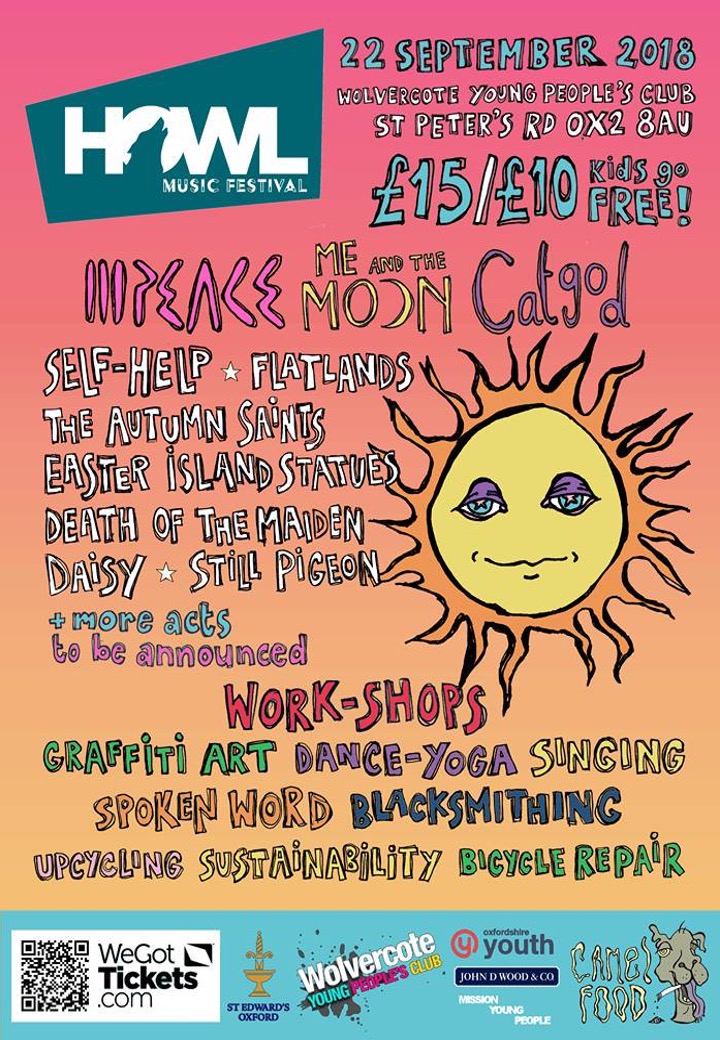 HOWL
MUSIC FESTIVAL
22 SEPTEMBER 2018
WOLVERCOTE YOUNG PEOPLE'S CLUB
ST PETER'S RD OX2 8AU
£15/£10 Kids go FREE!
ME AND THE MOON
Catgod
SELF-HELP ☆ FLATLANDS
THE AUTUMN SAiNTS
EASTER iSLAND STATUES
DEATH OF THE MAiDEN
DAiSY ☆ STiLL PiGEON
+ more acts
to be announced
WORK-SHOPS
GRAFFiTi ART DANCE-YOGA SINGING
SPOKEN WORD BLACKSMITHING
UPCYCLING SUSTAiNABiLITY BICYCLE REPAiR
WeGot
Tickets
.com
ST EDWARD'S
OXFORD
Wolvercote
YOUNG PEOPLE'S CLUB
oxfordshire
youth
JOHN D WOOD & CO.
MISSION
YOUNG
PEOPLE
CAMEL
FOOD